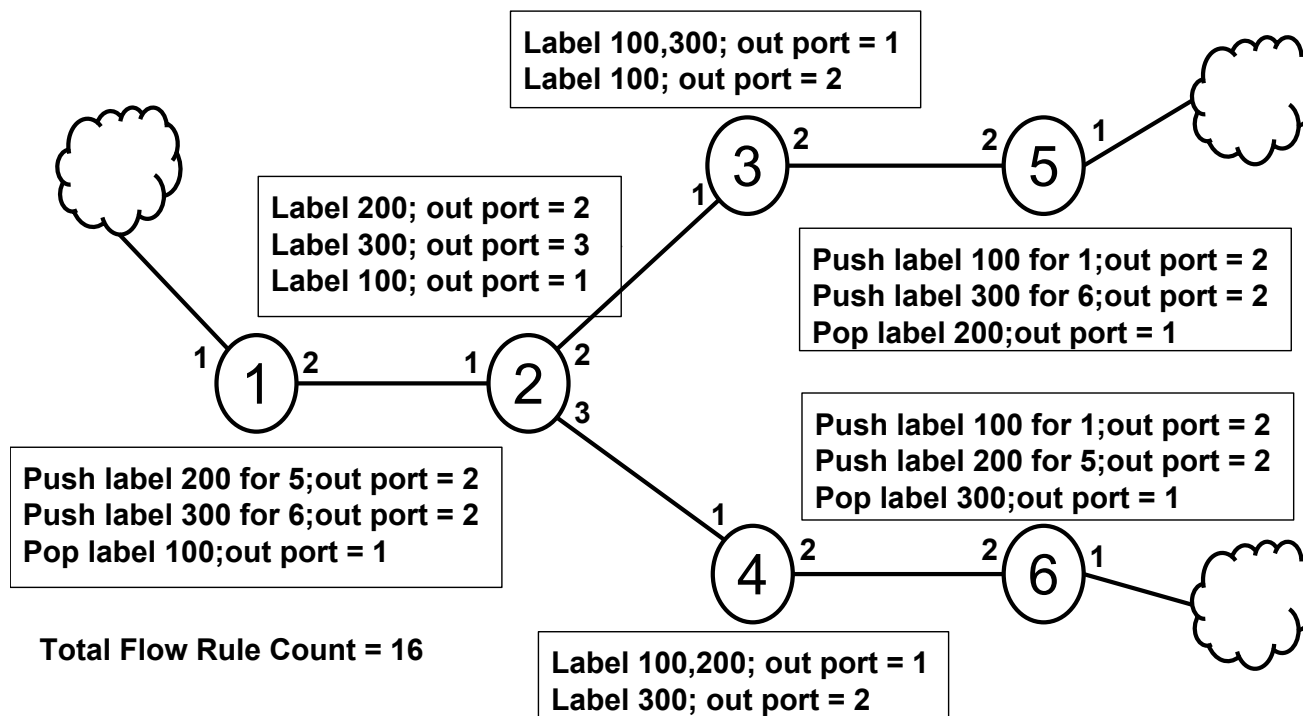 Label 100,300; out port = 1
Label 100; out port = 2
3
2
1
2
5
1
Label 200; out port = 2
Label 300; out port = 3
Label 100; out port = 1
Push label 100 for 1;out port = 2
Push label 300 for 6;out port = 2
Pop label 200;out port = 1
1
1
2
1
2
2
3
Push label 200 for 5;out port = 2
Push label 300 for 6;out port = 2
Pop label 100;out port = 1
Push label 100 for 1;out port = 2
Push label 200 for 5;out port = 2
Pop label 300;out port = 1
1
4
2
2
6
1
Total Flow Rule Count = 16
Label 100,200; out port = 1
Label 300; out port = 2